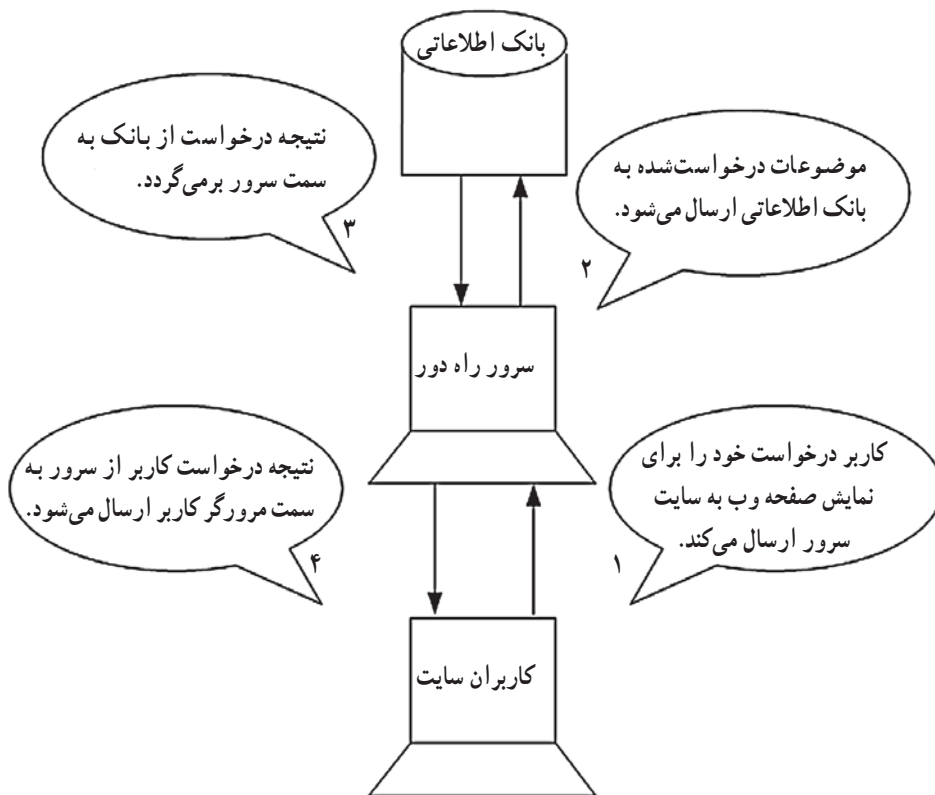 بانک اطلاعاتی
نتیجه درخواست از بانک به
سمت سرور برمی‌گردد.
۳
موضوعات درخواست‌شده به
بانک اطلاعاتی ارسال می‌شود.
۲
سرور راه دور
نتیجه درخواست کاربر از سرور به
سمت مرورگر کاربر ارسال می‌شود.
۴
کاربر درخواست خود را برای
نمایش صفحه وب به سایت
سرور ارسال می‌کند.
۱
کاربران سایت